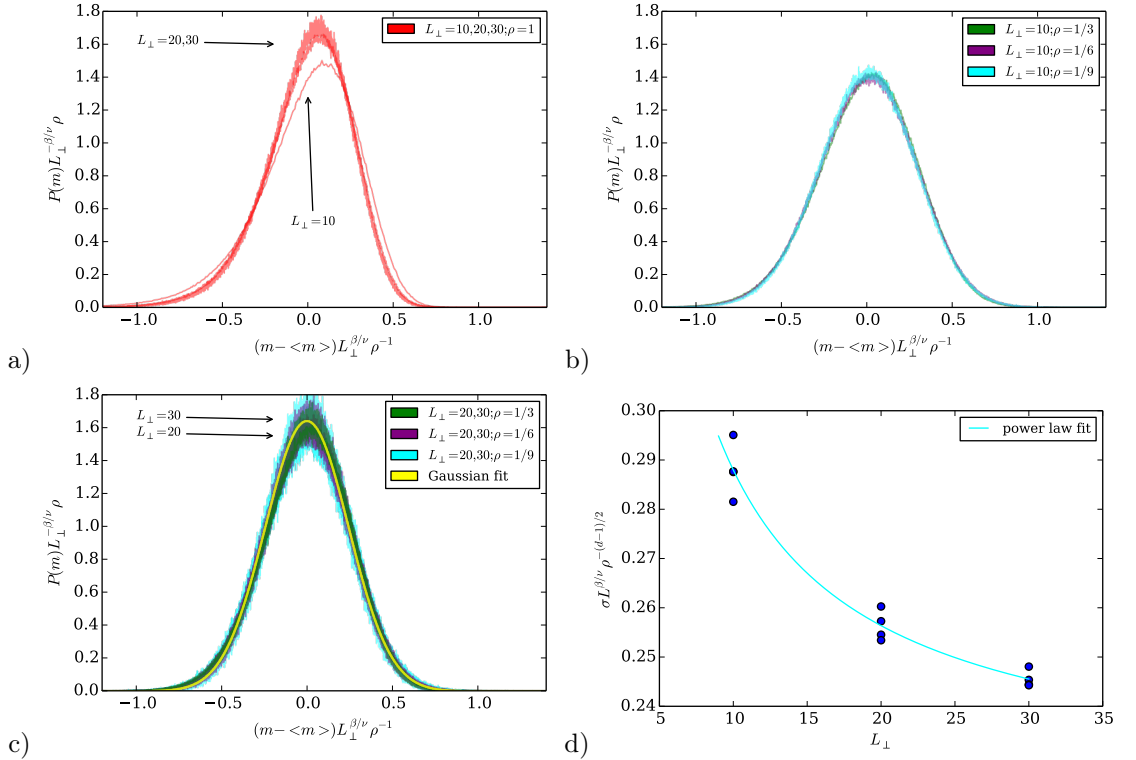 1.8
1.6
1.4
1.2
1.0
0.8
0.6
0.4
0.2
0.0
P(m)L⊥^{−β/ν} ρ
L⊥=20,30
L⊥=10
L⊥=10,20,30;ρ=1
−1.0 −0.5 0.0 0.5 1.0
(m−<m>)L⊥^{β/ν} ρ^{−1}
a)
1.8
1.6
1.4
1.2
1.0
0.8
0.6
0.4
0.2
0.0
P(m)L⊥^{−β/ν} ρ
L⊥=10;ρ=1/3
L⊥=10;ρ=1/6
L⊥=10;ρ=1/9
−1.0 −0.5 0.0 0.5 1.0
(m−<m>)L⊥^{β/ν} ρ^{−1}
b)
1.8
1.6
1.4
1.2
1.0
0.8
0.6
0.4
0.2
0.0
P(m)L⊥^{−β/ν} ρ
L⊥=30
L⊥=20
L⊥=20,30;ρ=1/3
L⊥=20,30;ρ=1/6
L⊥=20,30;ρ=1/9
Gaussian fit
−1.0 −0.5 0.0 0.5 1.0
(m−<m>)L⊥^{β/ν} ρ^{−1}
c)
0.30
0.29
0.28
0.27
0.26
0.25
0.24
σL^{β/ν} ρ^{−(d−1)/2}
power law fit
5 10 15 20 25 30 35
L⊥
d)